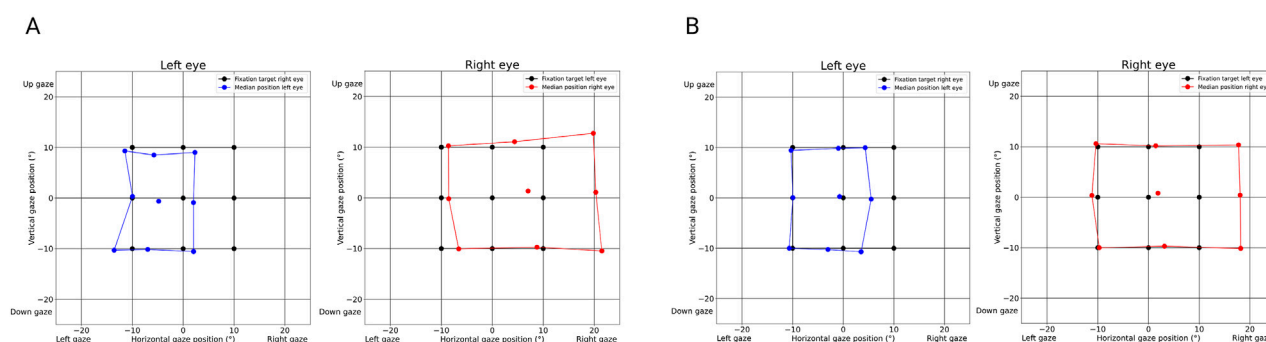 A
B
Left eye
Fixation target right eye
Median position left eye
Up gaze
20
10
0
−10
−20
Vertical gaze position (°)
Down gaze
−20
−10
0
10
20
Left gaze
Horizontal gaze position (°)
Right gaze
Right eye
Fixation target left eye
Median position right eye
Up gaze
20
10
0
−10
−20
Vertical gaze position (°)
Down gaze
−20
−10
0
10
20
Left gaze
Horizontal gaze position (°)
Right gaze
Left eye
Fixation target right eye
Median position left eye
Up gaze
20
10
0
−10
−20
Vertical gaze position (°)
Down gaze
−20
−10
0
10
20
Left gaze
Horizontal gaze position (°)
Right gaze
Right eye
Fixation target left eye
Median position right eye
Up gaze
20
10
0
−10
−20
Vertical gaze position (°)
Down gaze
−20
−10
0
10
20
Left gaze
Horizontal gaze position (°)
Right gaze